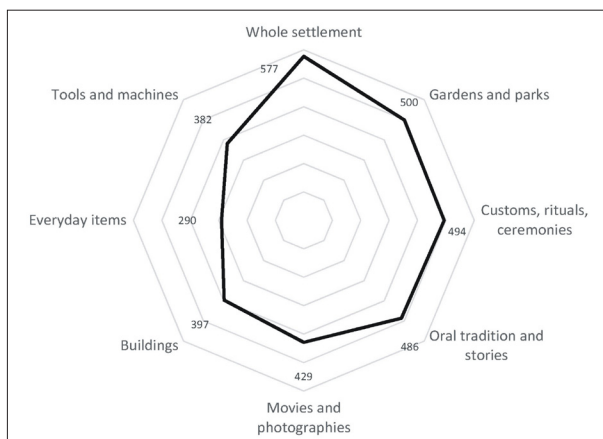 Whole settlement
577
Tools and machines
Gardens and parks
382
500
Everyday items
290
Customs, rituals,
ceremonies
494
Buildings
397
Oral tradition and
stories
486
429
Movies and
photographies